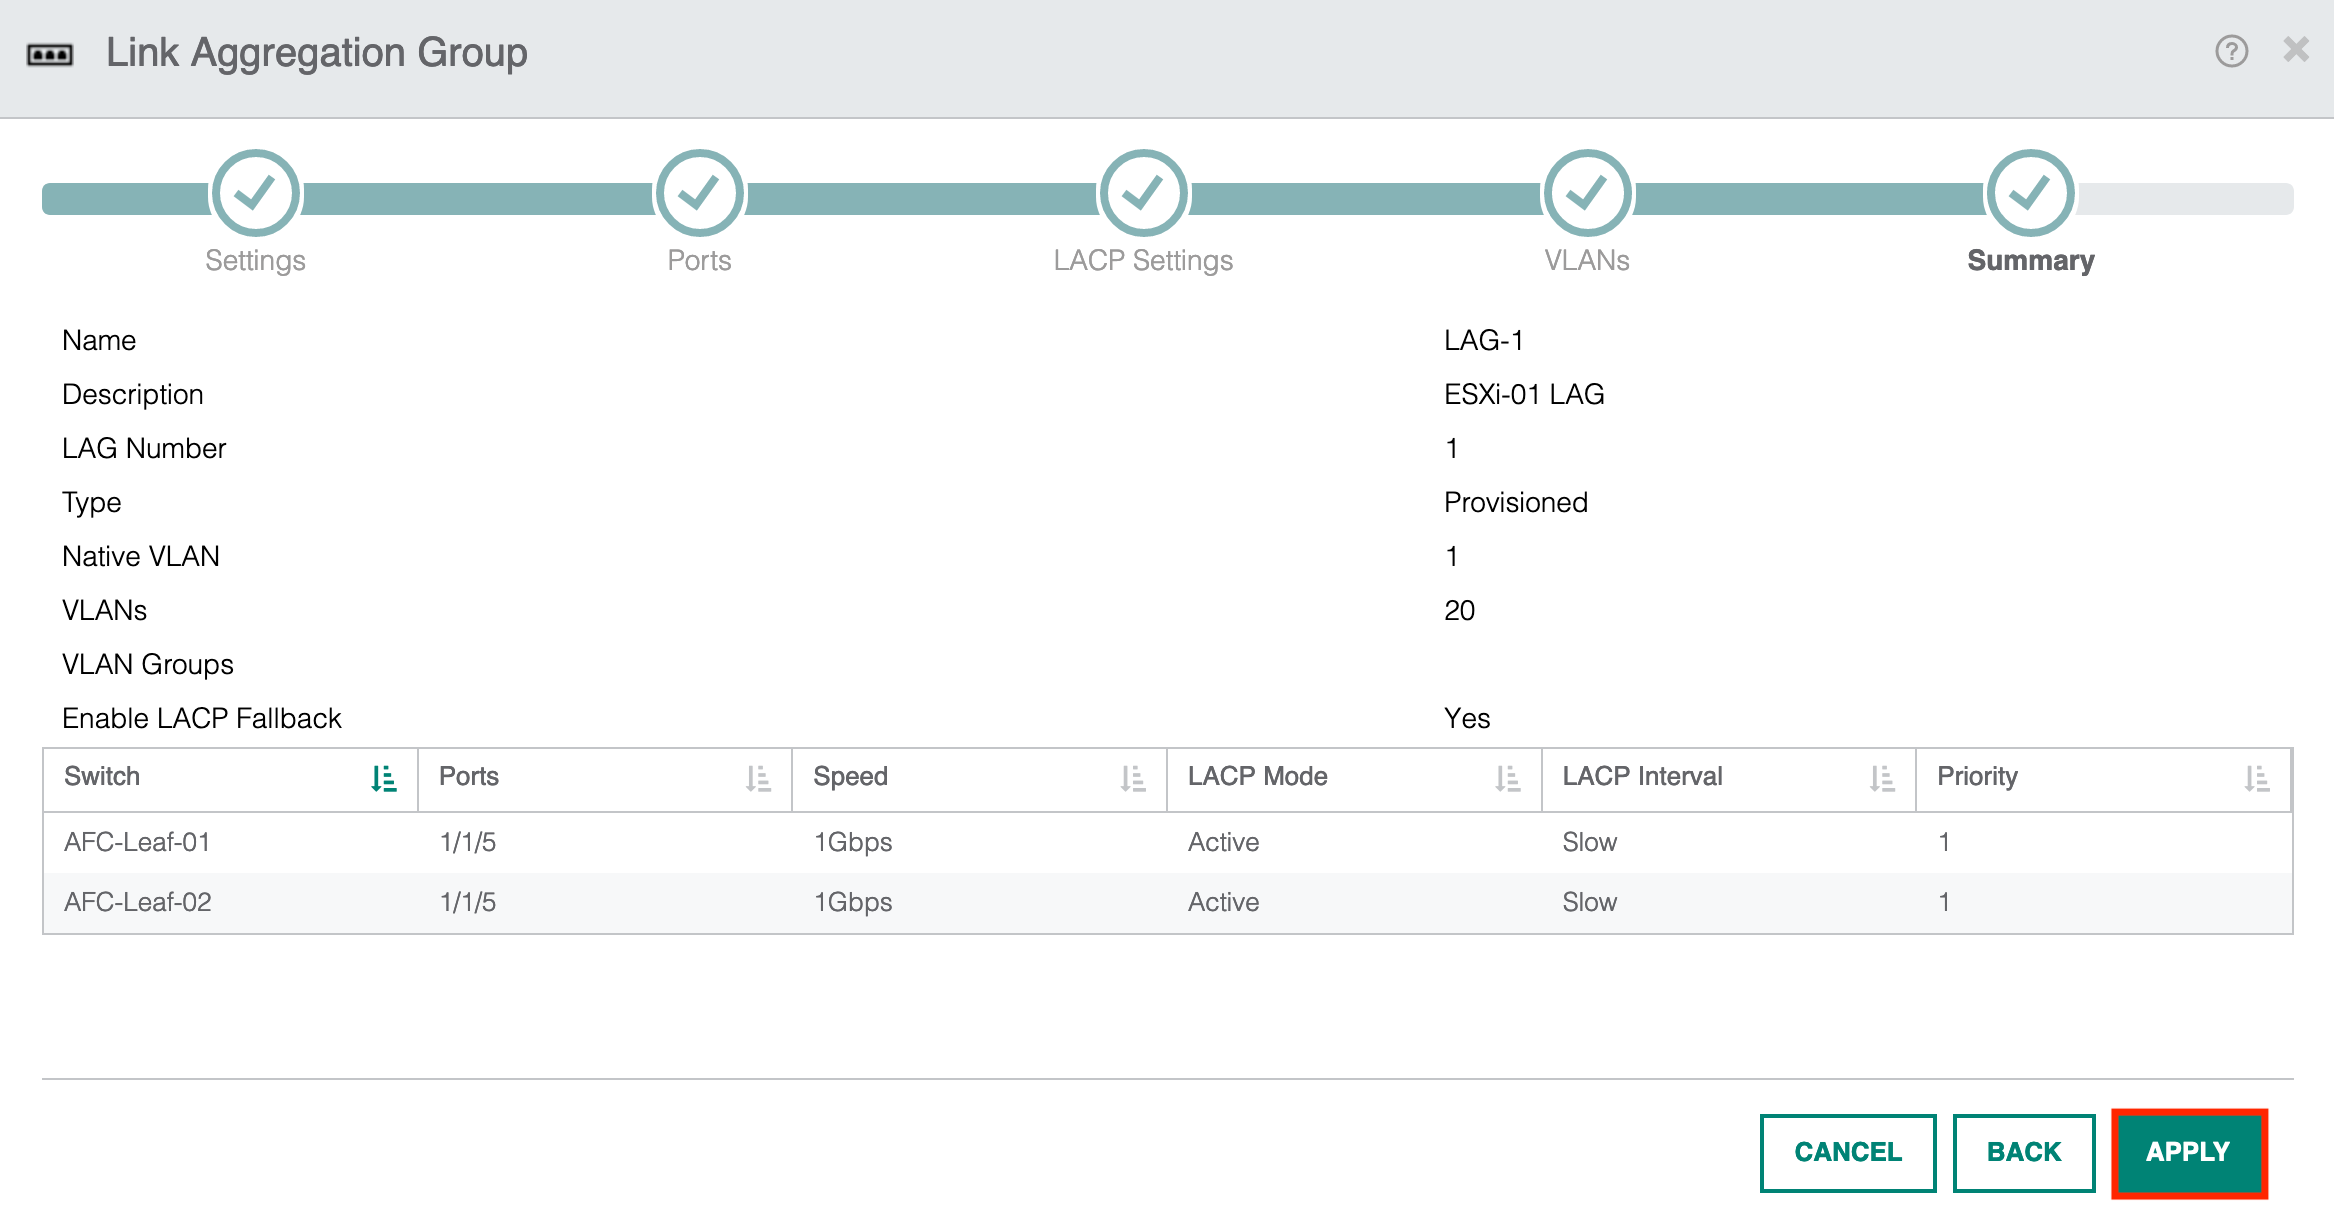 Link Aggregation Group
?
Settings Ports LACP Settings VLANs Summary
Name LAG-1
Description ESXi-01 LAG
LAG Number 1
Type Provisioned
Native VLAN 1
VLANs 20
VLAN Groups
Enable LACP Fallback Yes
Switch Ports Speed LACP Mode LACP Interval Priority
AFC-Leaf-01 1/1/5 1Gbps Active Slow 1
AFC-Leaf-02 1/1/5 1Gbps Active Slow 1
CANCEL BACK APPLY